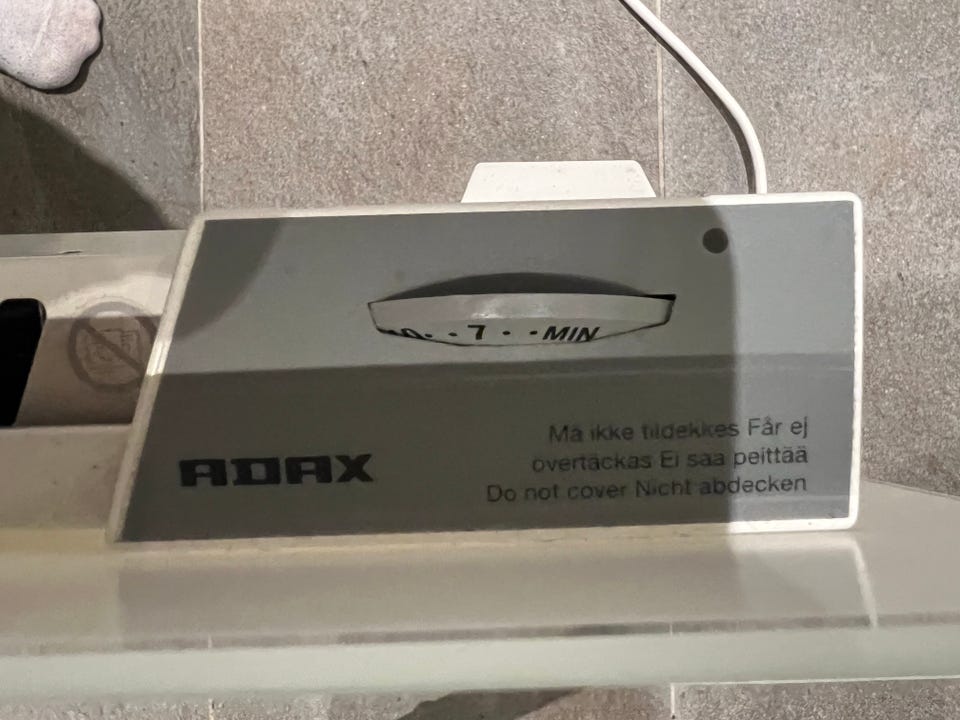 7 · · MIN
ADAX
Må ikke tildekkes Får ej
övertäckas Ei saa peittää
Do not cover Nicht abdecken